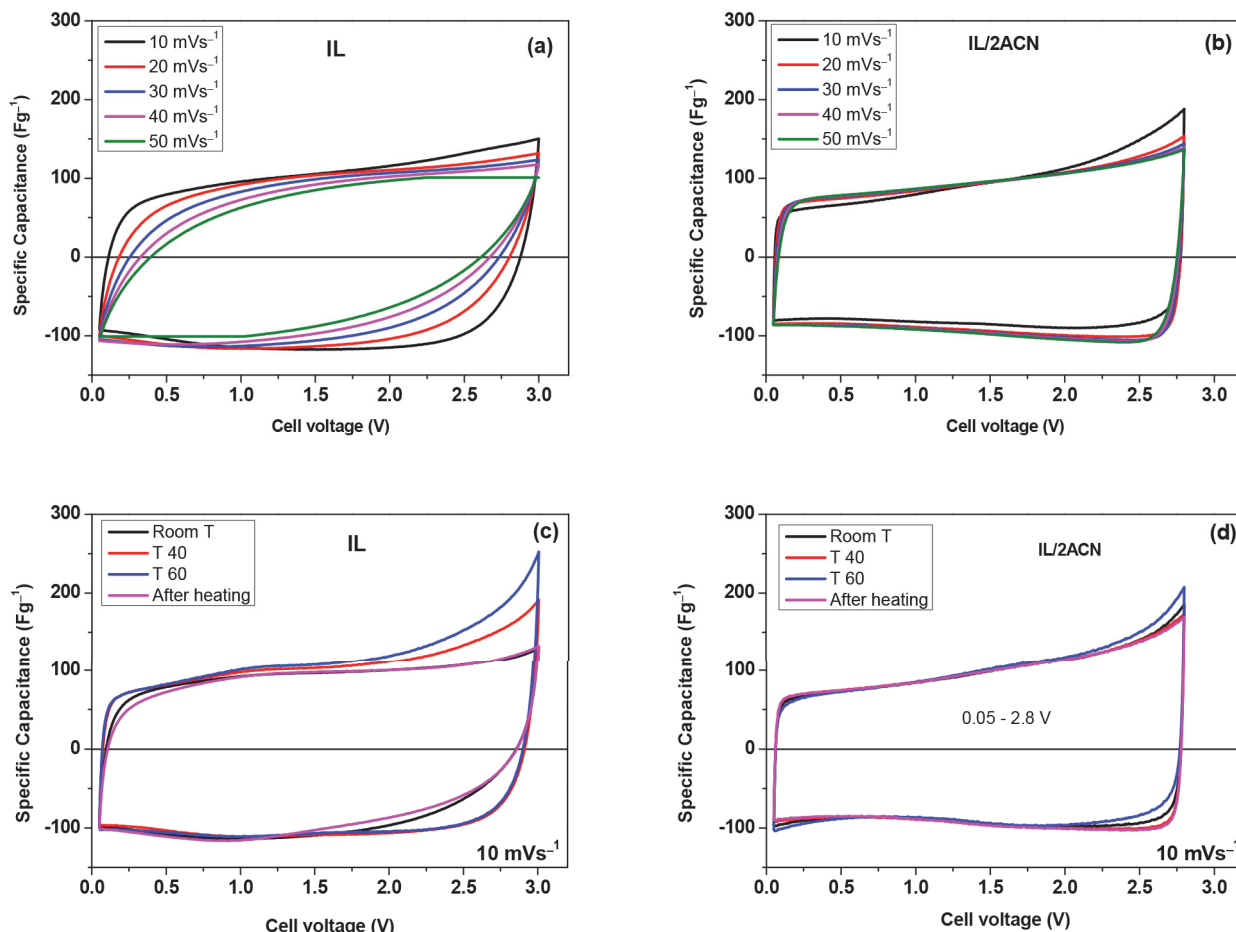 300
200
100
0
-100
Specific Capacitance (Fg⁻¹)
10 mVs⁻¹
20 mVs⁻¹
30 mVs⁻¹
40 mVs⁻¹
50 mVs⁻¹
IL
(a)
0.0 0.5 1.0 1.5 2.0 2.5 3.0
Cell voltage (V)
300
200
100
0
-100
Specific Capacitance (Fg⁻¹)
10 mVs⁻¹
20 mVs⁻¹
30 mVs⁻¹
40 mVs⁻¹
50 mVs⁻¹
IL/2ACN
(b)
0.0 0.5 1.0 1.5 2.0 2.5 3.0
Cell voltage (V)
300
200
100
0
-100
Specific Capacitance (Fg⁻¹)
Room T
T 40
T 60
After heating
IL
(c)
10 mVs⁻¹
0.0 0.5 1.0 1.5 2.0 2.5 3.0
Cell voltage (V)
300
200
100
0
-100
Specific Capacitance (Fg⁻¹)
Room T
T 40
T 60
After heating
IL/2ACN
(d)
0.05 - 2.8 V
10 mVs⁻¹
0.0 0.5 1.0 1.5 2.0 2.5 3.0
Cell voltage (V)